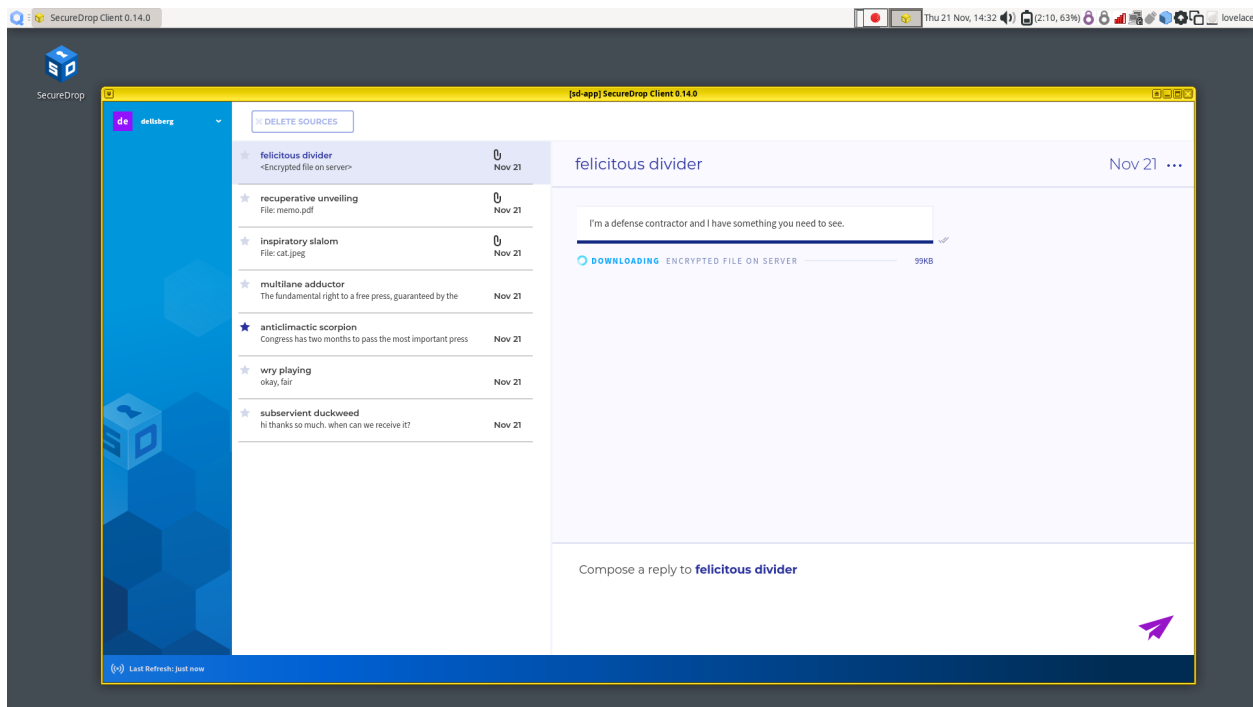 SecureDrop Client 0.14.0
Thu 21 Nov, 14:32
(2:10, 63%)
lovelace
SD
SecureDrop
[sd-app] SecureDrop Client 0.14.0
de
dellsberg
DELETE SOURCES
felicitous divider
<Encrypted file on server>
Nov 21
recuperative unveiling
File: memo.pdf
Nov 21
inspiratory slalom
File: cat.jpeg
Nov 21
multilane adductor
The fundamental right to a free press, guaranteed by the
Nov 21
anticlimactic scorpion
Congress has two months to pass the most important press
Nov 21
wry playing
okay, fair
Nov 21
subservient duckweed
hi thanks so much. when can we receive it?
Nov 21
felicitous divider
Nov 21
I'm a defense contractor and I have something you need to see.
DOWNLOADING ENCRYPTED FILE ON SERVER 99KB
Compose a reply to felicitous divider
SD
Last Refresh: just now